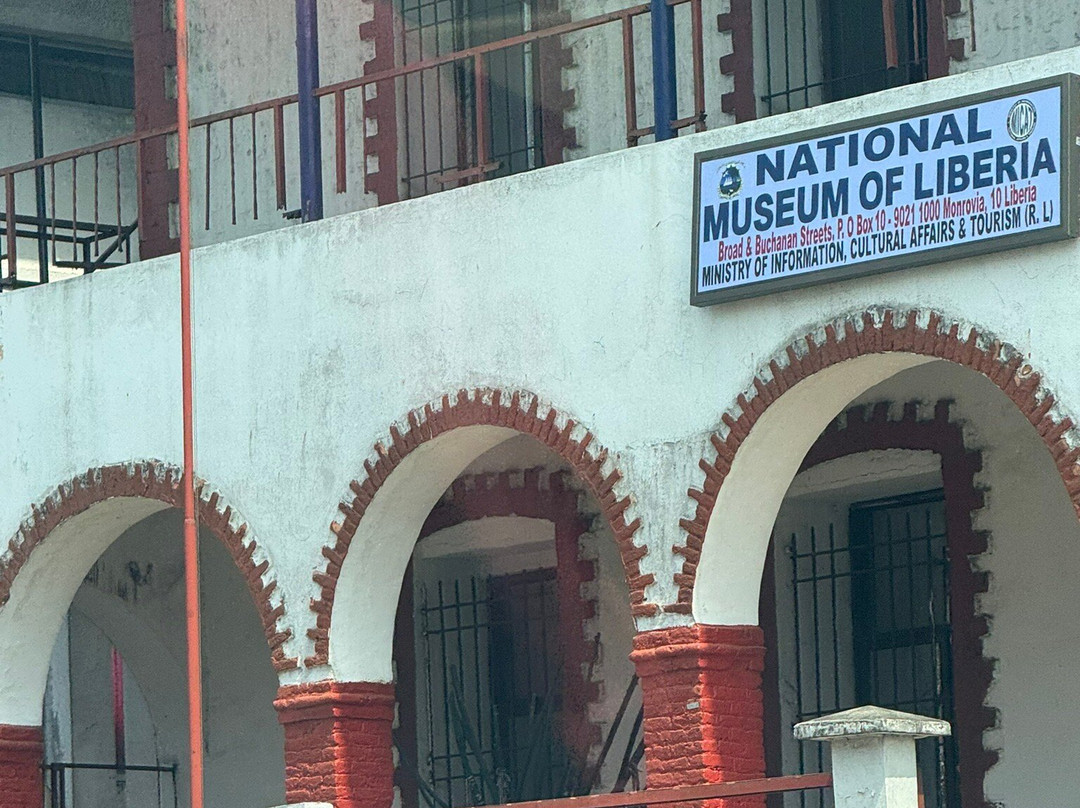 NATIONAL
MUSEUM OF LIBERIA
Broad & Buchanan Streets, P. O Box 10 - 9021 1000 Monrovia, 10 Liberia
MINISTRY OF INFORMATION, CULTURAL AFFAIRS & TOURISM (R. L)